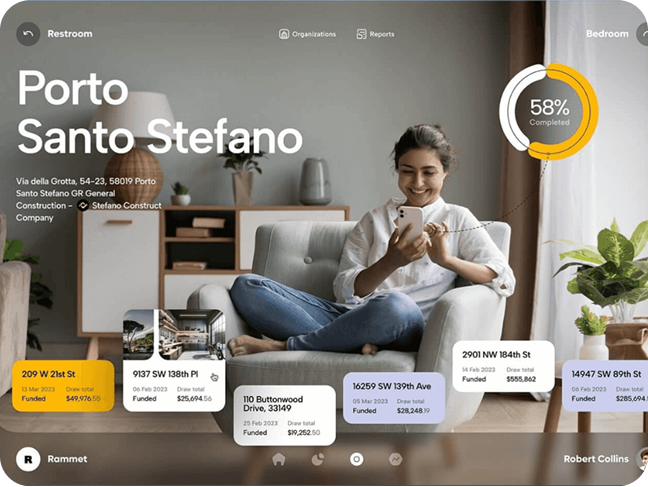 Restroom
Organizations
Reports
Bedroom
Porto
Santo Stefano
58%
Completed
Via della Grotta, 54-23, 58019 Porto
Santo Stefano GR General
Construction - Stefano Construct
Company
209 W 21st St
13 Mar 2023 Draw total
Funded $49,976.55
9137 SW 138th Pl
06 Feb 2023 Draw total
Funded $25,694.56
110 Buttonwood
Drive, 33149
25 Feb 2023 Draw total
Funded $19,252.50
16259 SW 139th Ave
05 Mar 2023 Draw total
Funded $28,248.19
2901 NW 184th St
14 Feb 2023 Draw total
Funded $555,862
14947 SW 89th St
06 Feb 2023 Draw total
Funded $285,694.
R Rammet
Robert Collins